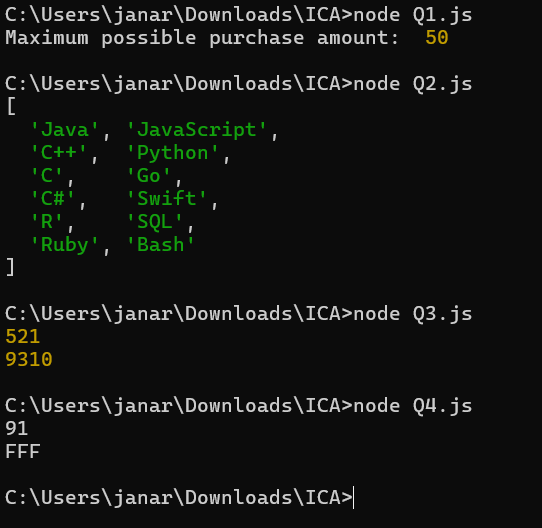 C:\Users\janar\Downloads\ICA>node Q1.js
Maximum possible purchase amount:  50
C:\Users\janar\Downloads\ICA>node Q2.js
[
  'Java', 'JavaScript',
  'C++',  'Python',
  'C',    'Go',
  'C#',   'Swift',
  'R',    'SQL',
  'Ruby', 'Bash'
]
C:\Users\janar\Downloads\ICA>node Q3.js
521
9310
C:\Users\janar\Downloads\ICA>node Q4.js
91
FFF
C:\Users\janar\Downloads\ICA>